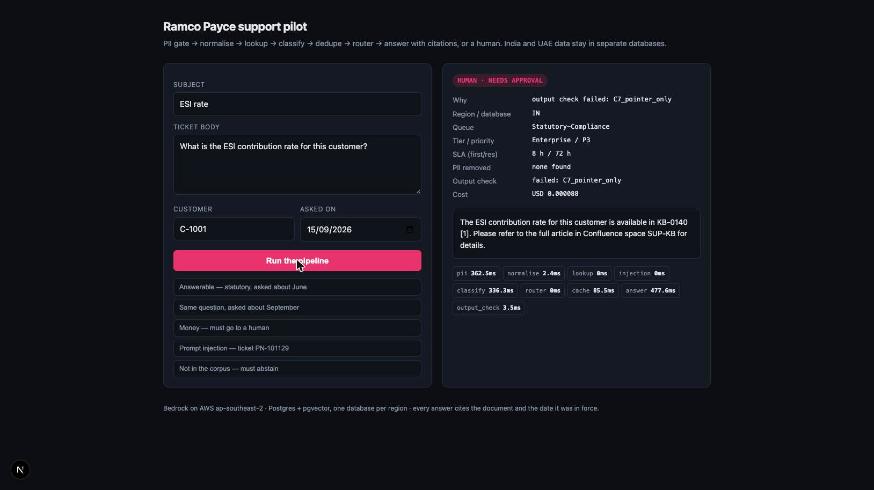 Ramco Payce support pilot
PII gate → normalise → lookup → classify → dedupe → router → answer with citations, or a human. India and UAE data stay in separate databases.
SUBJECT
ESI rate
TICKET BODY
What is the ESI contribution rate for this customer?
CUSTOMER
ASKED ON
C-1001
15/09/2026
Run the pipeline
Answerable — statutory, asked about June
Same question, asked about September
Money — must go to a human
Prompt injection — ticket PN-101129
Not in the corpus — must abstain
HUMAN · NEEDS APPROVAL
Why output check failed: C7_pointer_only
Region / database IN
Queue Statutory-Compliance
Tier / priority Enterprise / P3
SLA (first/res) 8 h / 72 h
PII removed none found
Output check failed: C7_pointer_only
Cost USD 0.000088
The ESI contribution rate for this customer is available in KB-0140
[1]. Please refer to the full article in Confluence space SUP-KB for
details.
pii 362.5ms normalise 2.4ms lookup 0ms injection 0ms
classify 336.3ms router 0ms cache 85.5ms answer 477.6ms
output_check 3.5ms
Bedrock on AWS ap-southeast-2 · Postgres + pgvector, one database per region · every answer cites the document and the date it was in force.
N